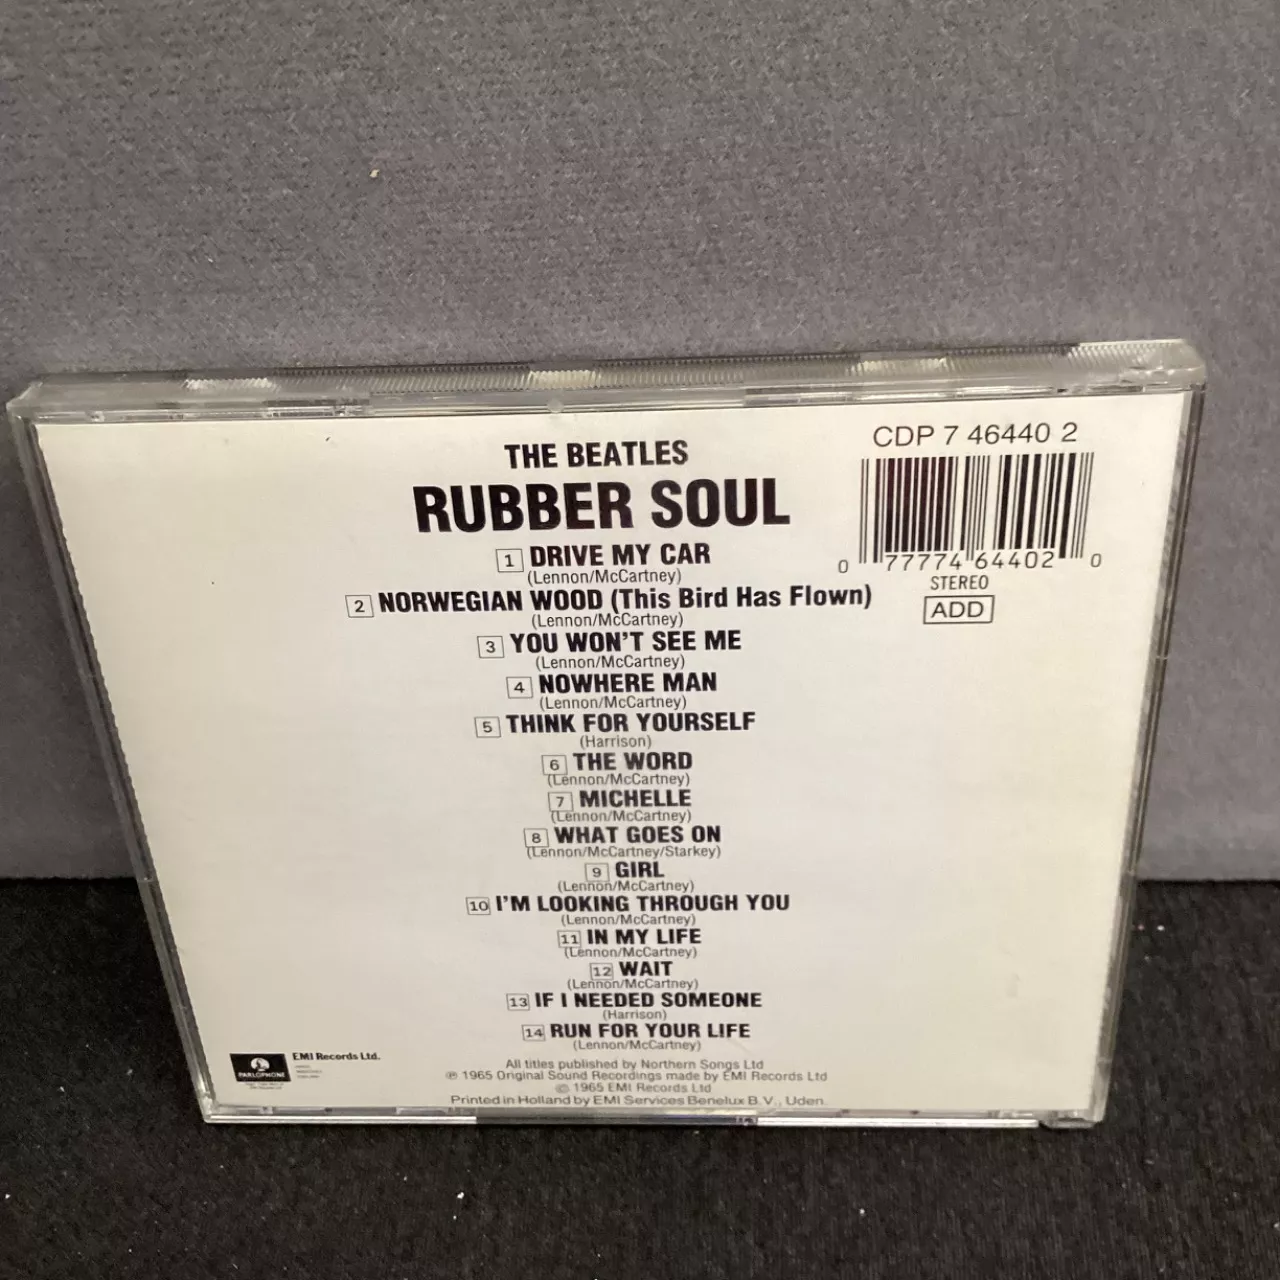 THE BEATLES
RUBBER SOUL
CDP 7 46440 2
0 77774 64402 0
STEREO
ADD
1 DRIVE MY CAR
(Lennon/McCartney)
2 NORWEGIAN WOOD (This Bird Has Flown)
(Lennon/McCartney)
3 YOU WON'T SEE ME
(Lennon/McCartney)
4 NOWHERE MAN
(Lennon/McCartney)
5 THINK FOR YOURSELF
(Harrison)
6 THE WORD
(Lennon/McCartney)
7 MICHELLE
(Lennon/McCartney)
8 WHAT GOES ON
(Lennon/McCartney/Starkey)
9 GIRL
(Lennon/McCartney)
10 I'M LOOKING THROUGH YOU
(Lennon/McCartney)
11 IN MY LIFE
(Lennon/McCartney)
12 WAIT
(Lennon/McCartney)
13 IF I NEEDED SOMEONE
(Harrison)
14 RUN FOR YOUR LIFE
(Lennon/McCartney)
PARLOPHONE
EMI Records Ltd.
All titles published by Northern Songs Ltd
℗ 1965 Original Sound Recordings made by EMI Records Ltd
© 1965 EMI Records Ltd
Printed in Holland by EMI Services Benelux B.V., Uden.